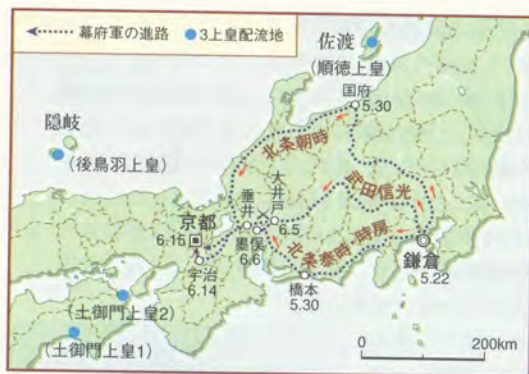 幕府軍の進路 3上皇配流地
佐渡
(順徳上皇)
国府
5.30
隠岐
(後鳥羽上皇)
北条朝時
武田信光
大井戸
6.5
垂井
墨俣
6.6
京都
6.15
宇治
6.14
北条泰時・時房
橋本
5.30
鎌倉
5.22
(土御門上皇2)
(土御門上皇1)
0 200km